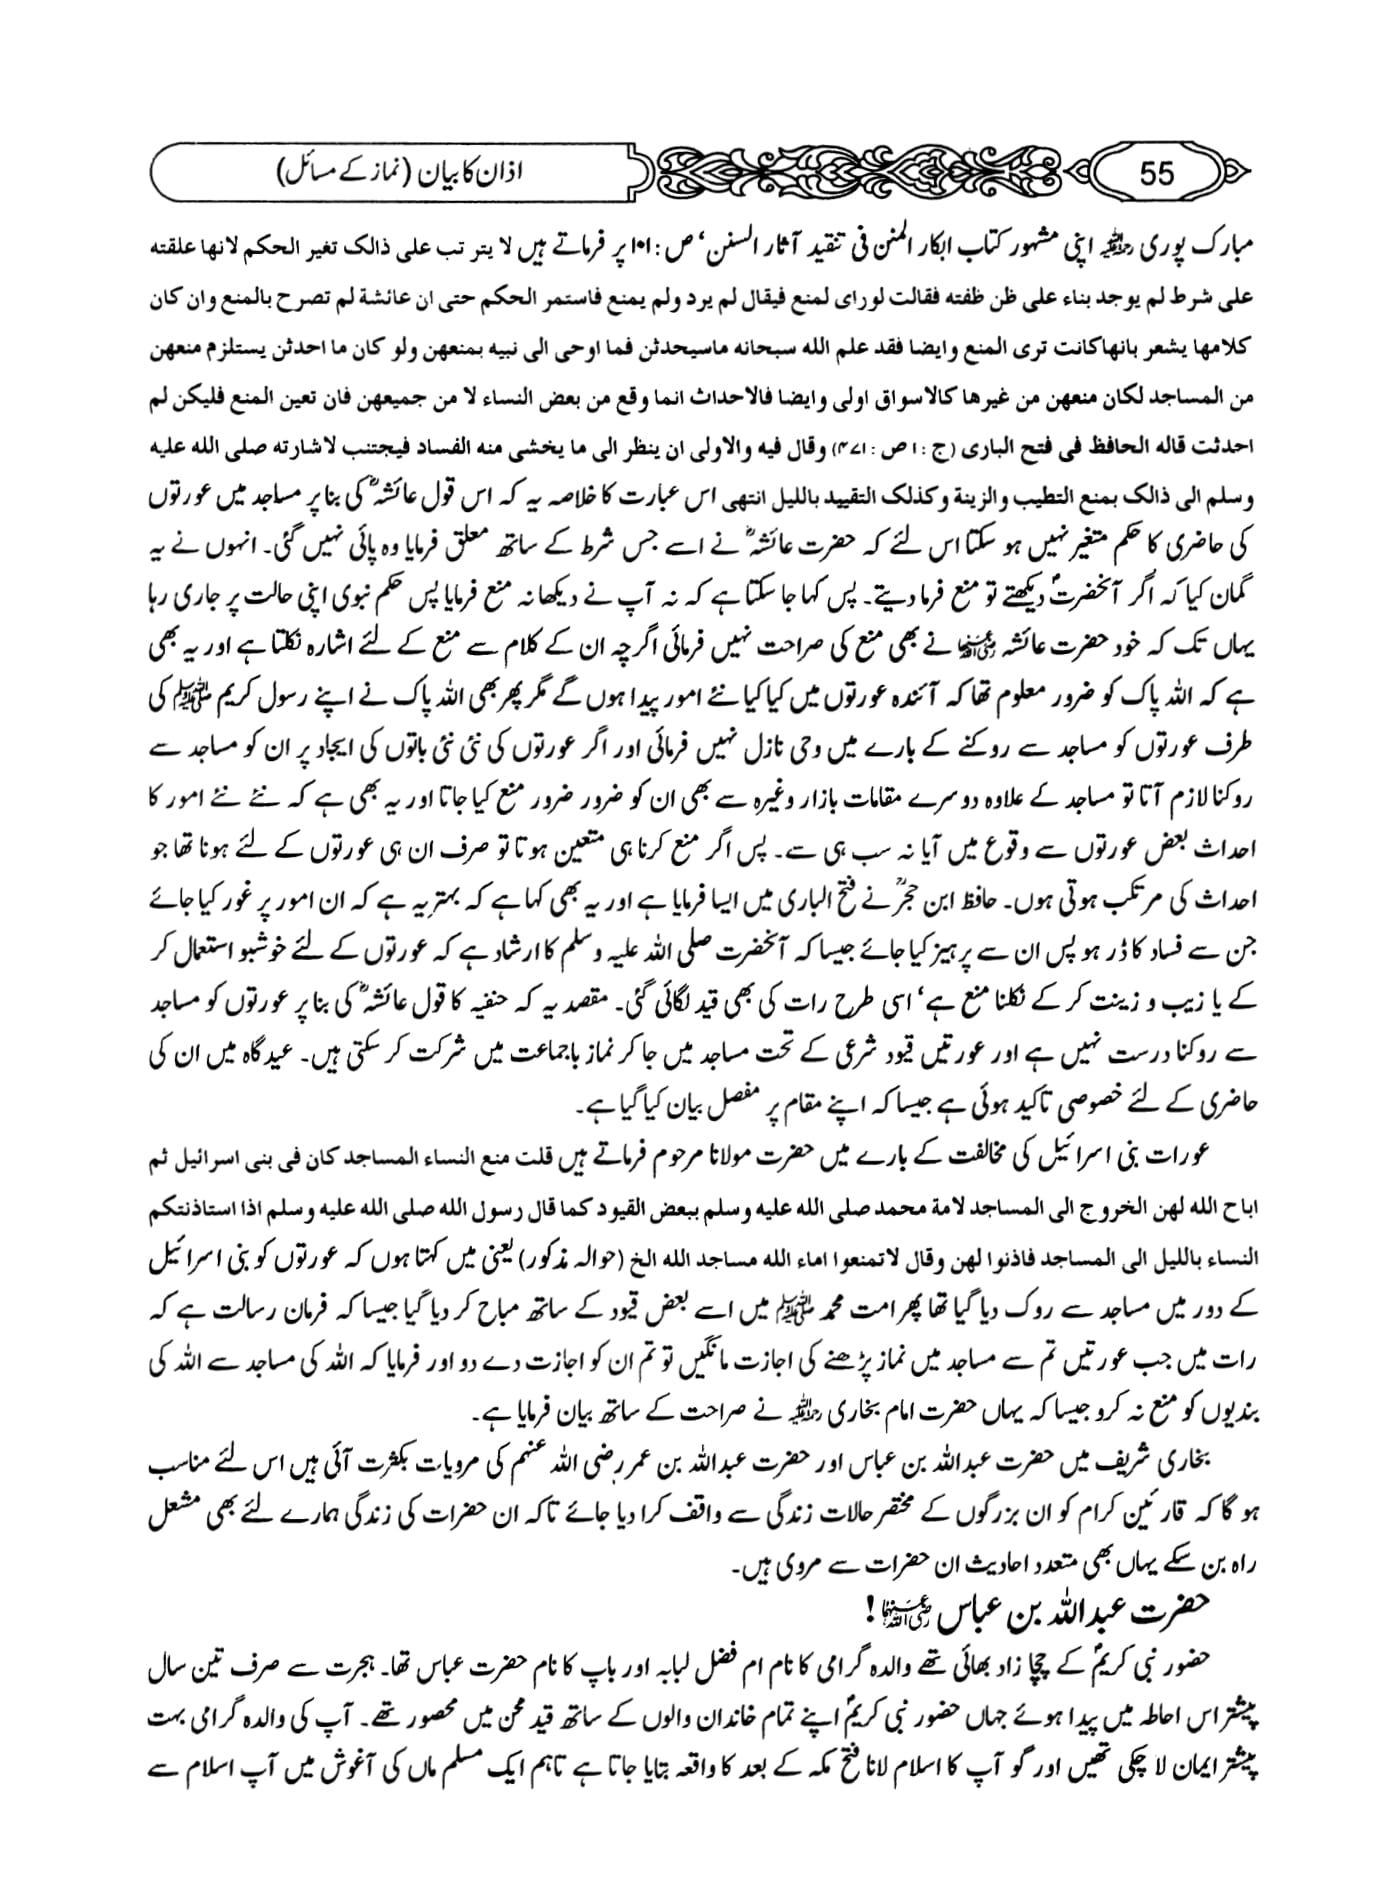 55
اذان کا بیان (نماز کے مسائل)
مبارک پوری رحمۃ اللہ علیہ اپنی مشہور کتاب ابکار المنن فی تنقید آثار السنن‘ ص : ۱۰۱ پر فرماتے ہیں لا یتر تب علی ذالک تغیر الحکم لانها علقته
علی شرط لم یوجد بناء علی ظن ظفته فقالت لورای لمنع فیقال لم یرد ولم یمنع فاستمر الحکم حتی ان عائشة لم تصرح بالمنع وان کان
کلامها یشعر بانهاکانت تری المنع وایضا فقد علم الله سبحانه ماسیحدثن فما اوحی الی نبیه بمنعهن ولو کان ما احدثن یستلزم منعهن
من المساجد لکان منعهن من غیرها کالاسواق اولی وایضا فالاحداث انما وقع من بعض النساء لا من جمیعهن فان تعین المنع فلیکن لم
احدثت قاله الحافظ فی فتح الباری (ج : ۱ ص : ۴۷۱) وقال فیه والاولی ان ینظر الی ما یخشی منه الفساد فیجتنب لاشارته صلی الله علیه
وسلم الی ذالک بمنع التطیب والزینة وکذلک التقیید باللیل انتهی اس عبارت کا خلاصہ یہ کہ اس قول عائشہؓ کی بنا پر مساجد میں عورتوں
کی حاضری کا حکم متغیر نہیں ہو سکتا اس لئے کہ حضرت عائشہؓ نے اسے جس شرط کے ساتھ معلق فرمایا وہ پائی نہیں گئی۔ انہوں نے یہ
گمان کیا کہ اگر آنحضرتؐ دیکھتے تو منع فرما دیتے۔ پس کہا جا سکتا ہے کہ نہ آپ نے دیکھا نہ منع فرمایا پس حکم نبوی اپنی حالت پر جاری رہا
یہاں تک کہ خود حضرت عائشہ رضی اللہ عنہا نے بھی منع کی صراحت نہیں فرمائی اگرچہ ان کے کلام سے منع کے لئے اشارہ نکلتا ہے اور یہ بھی
ہے کہ اللہ پاک کو ضرور معلوم تھا کہ آئندہ عورتوں میں کیا کیا نئے امور پیدا ہوں گے مگر پھر بھی اللہ پاک نے اپنے رسول کریم ﷺ کی
طرف عورتوں کو مساجد سے روکنے کے بارے میں وحی نازل نہیں فرمائی اور اگر عورتوں کی نئی نئی باتوں کی ایجاد پر ان کو مساجد سے
روکنا لازم آتا تو مساجد کے علاوہ دوسرے مقامات بازار وغیرہ سے بھی ان کو ضرور ضرور منع کیا جاتا اور یہ بھی ہے کہ نئے نئے امور کا
احداث بعض عورتوں سے وقوع میں آیا نہ سب ہی سے۔ پس اگر منع کرنا ہی متعین ہوتا تو صرف ان ہی عورتوں کے لئے ہونا تھا جو
احداث کی مرتکب ہوتی ہوں۔ حافظ ابن حجرؒ نے فتح الباری میں ایسا فرمایا ہے اور یہ بھی کہا ہے کہ بہتر یہ ہے کہ ان امور پر غور کیا جائے
جن سے فساد کا ڈر ہو پس ان سے پرہیز کیا جائے جیسا کہ آنحضرت صلی اللہ علیہ وسلم کا ارشاد ہے کہ عورتوں کے لئے خوشبو استعمال کر
کے یا زیب و زینت کر کے نکلنا منع ہے‘ اسی طرح رات کی بھی قید لگائی گئی۔ مقصد یہ کہ حنفیہ کا قول عائشہؓ کی بنا پر عورتوں کو مساجد
سے روکنا درست نہیں ہے اور عورتیں قیود شرعی کے تحت مساجد میں جا کر نماز باجماعت میں شرکت کر سکتی ہیں۔ عیدگاہ میں ان کی
حاضری کے لئے خصوصی تاکید ہوئی ہے جیسا کہ اپنے مقام پر مفصل بیان کیا گیا ہے۔
عورات بنی اسرائیل کی مخالفت کے بارے میں حضرت مولانا مرحوم فرماتے ہیں قلت منع النساء المساجد کان فی بنی اسرائیل ثم
اباح الله لهن الخروج الی المساجد لامة محمد صلی الله علیه وسلم ببعض القیود کما قال رسول الله صلی الله علیه وسلم اذا استاذنتکم
النساء باللیل الی المساجد فاذنوا لهن وقال لاتمنعوا اماء الله مساجد الله الخ (حوالہ مذکور) یعنی میں کہتا ہوں کہ عورتوں کو بنی اسرائیل
کے دور میں مساجد سے روک دیا گیا تھا پھر امت محمد ﷺ میں اسے بعض قیود کے ساتھ مباح کر دیا گیا جیسا کہ فرمان رسالت ہے کہ
رات میں جب عورتیں تم سے مساجد میں نماز پڑھنے کی اجازت مانگیں تو تم ان کو اجازت دے دو اور فرمایا کہ اللہ کی مساجد سے اللہ کی
بندیوں کو منع نہ کرو جیسا کہ یہاں حضرت امام بخاری رحمۃ اللہ علیہ نے صراحت کے ساتھ بیان فرمایا ہے۔
بخاری شریف میں حضرت عبداللہ بن عباس اور حضرت عبداللہ بن عمر رضی اللہ عنہم کی مرویات بکثرت آئی ہیں اس لئے مناسب
ہو گا کہ قارئین کرام کو ان بزرگوں کے مختصر حالات زندگی سے واقف کرا دیا جائے تاکہ ان حضرات کی زندگی ہمارے لئے بھی مشعل
راہ بن سکے یہاں بھی متعدد احادیث ان حضرات سے مروی ہیں۔
حضرت عبداللہ بن عباس رضی اللہ عنہما !
حضور نبی کریمؐ کے چچا زاد بھائی تھے والدہ گرامی کا نام ام فضل لبابہ اور باپ کا نام حضرت عباس تھا۔ ہجرت سے صرف تین سال
پیشتر اس احاطہ میں پیدا ہوئے جہاں حضور نبی کریمؐ اپنے تمام خاندان والوں کے ساتھ قید محن میں محصور تھے۔ آپ کی والدہ گرامی بہت
پیشتر ایمان لا چکی تھیں اور گو آپ کا اسلام لانا فتح مکہ کے بعد کا واقعہ بتایا جاتا ہے تاہم ایک مسلم ماں کی آغوش میں آپ اسلام سے